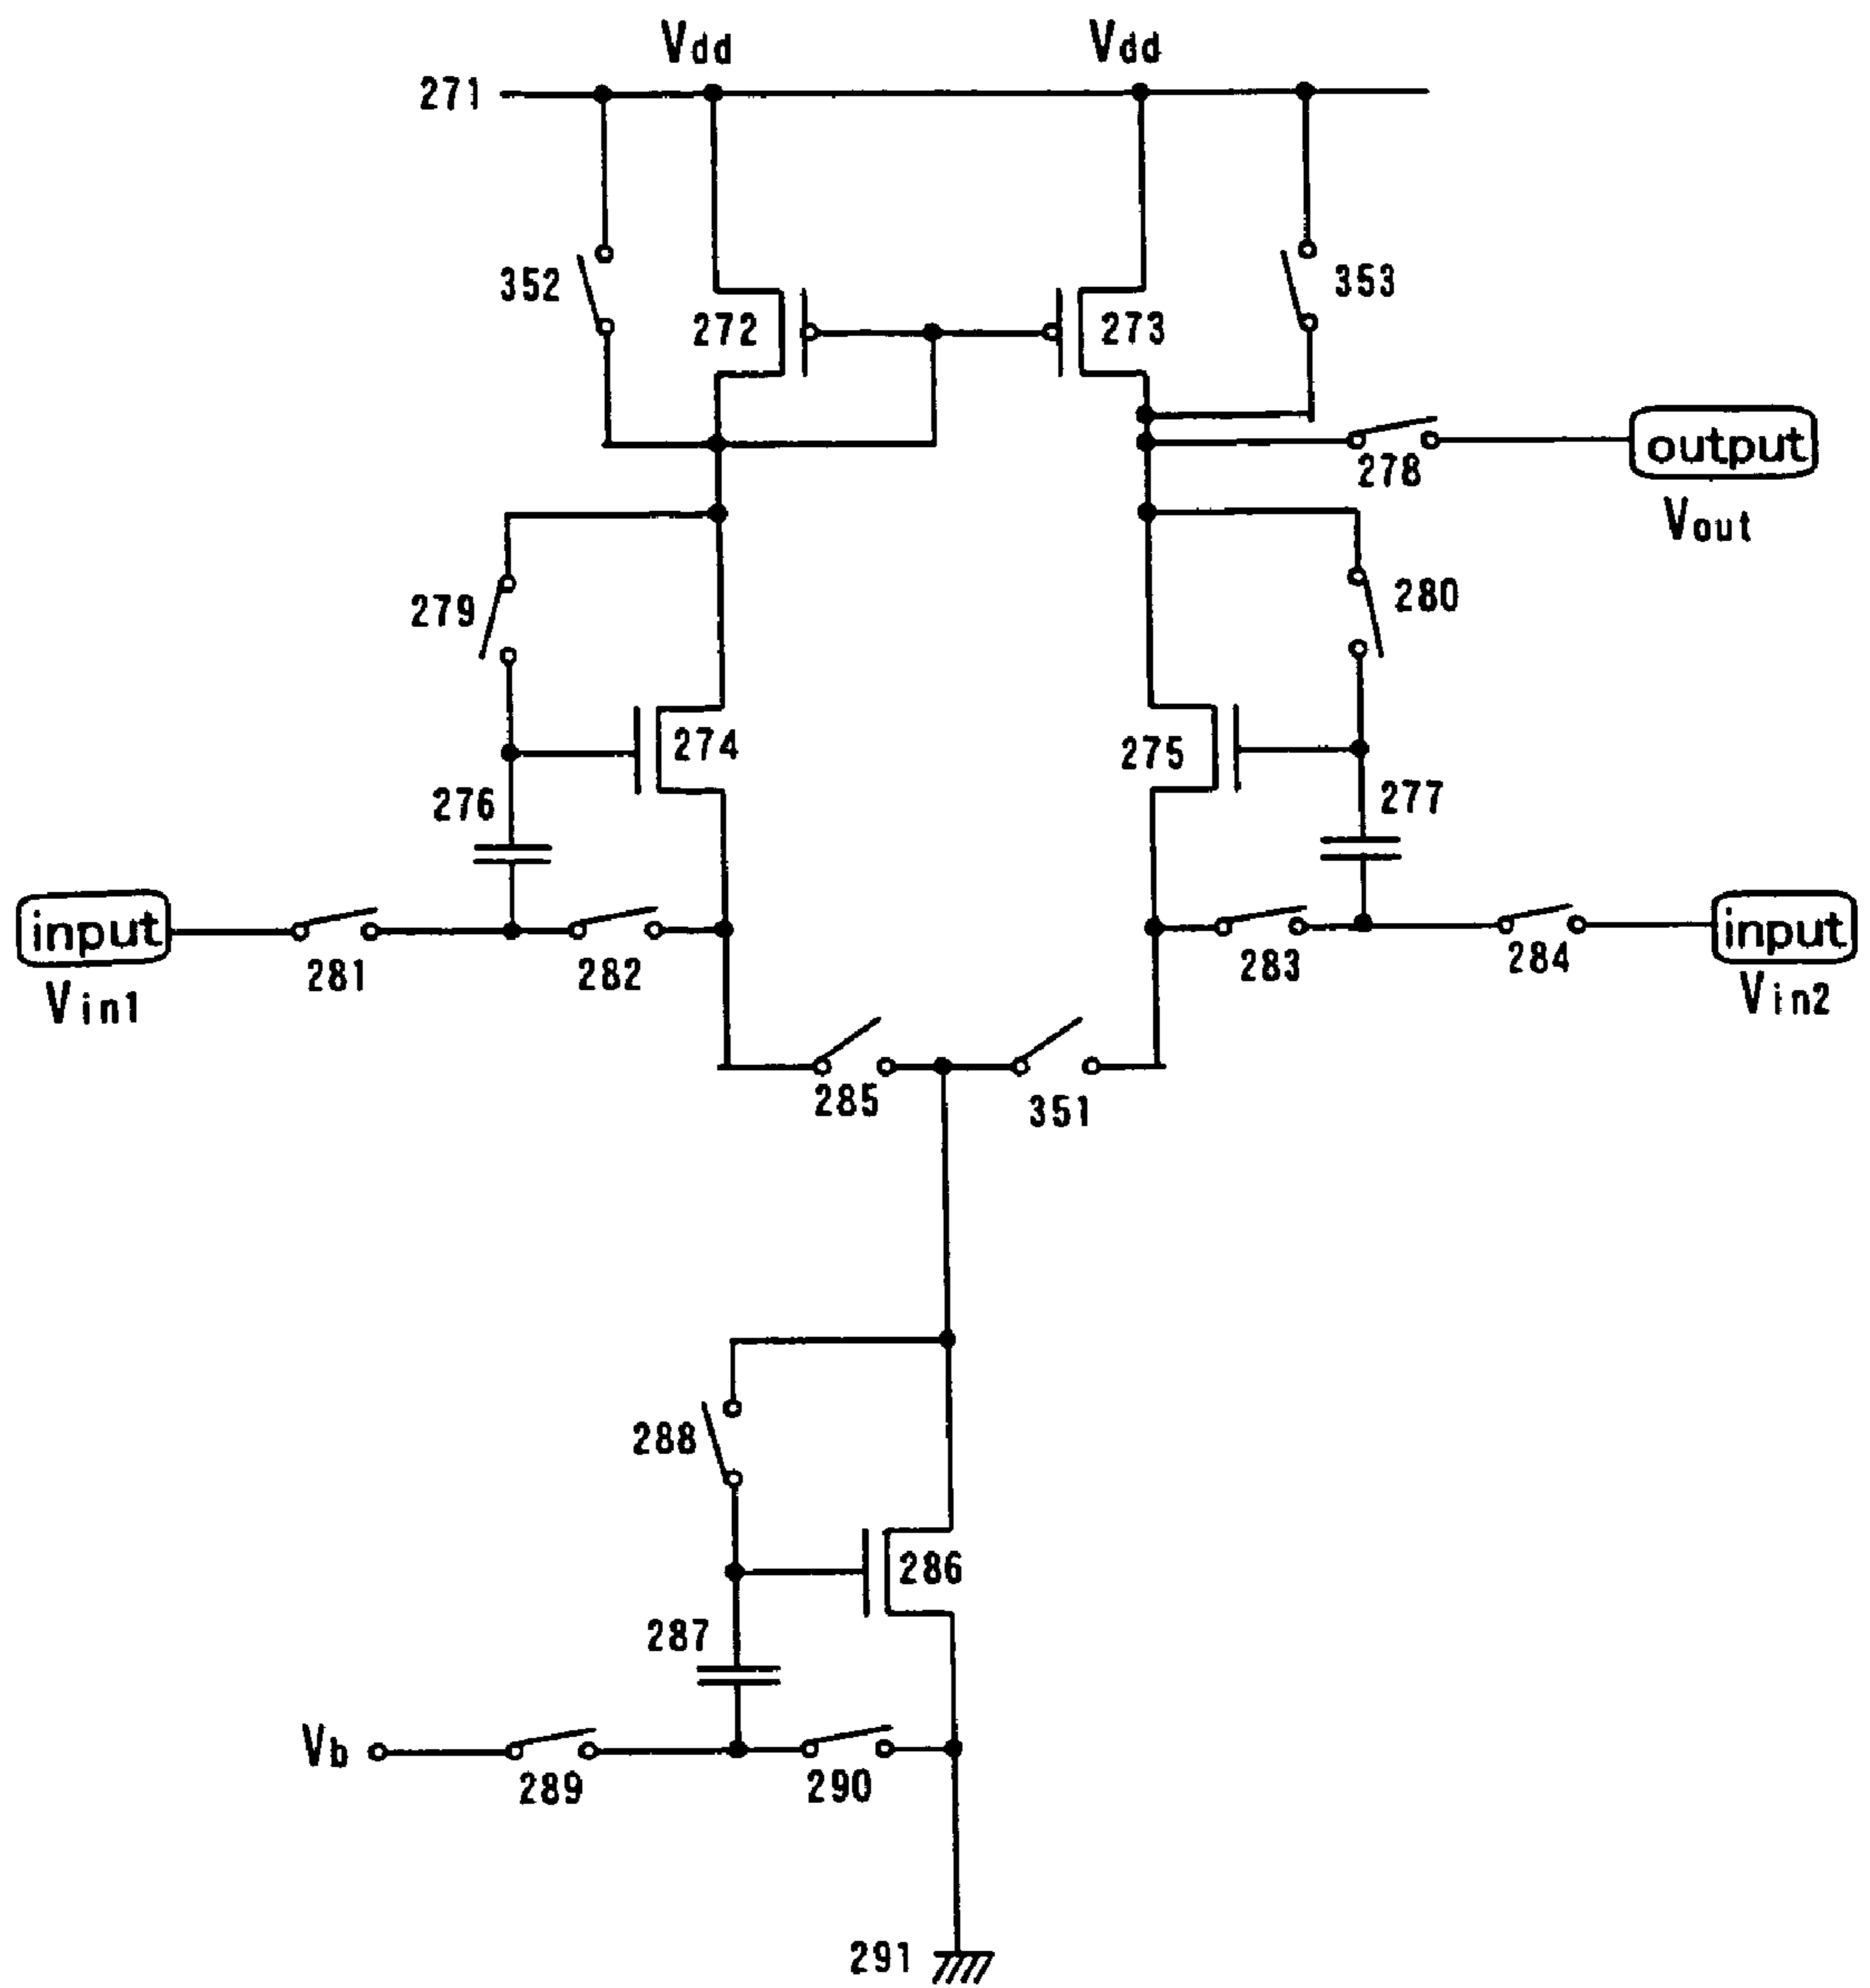 Vdd Vdd
271
352 353
272 273
output
278
Vout
279 280
274 275
276 277
input input
281 282 283 284
Vin1 Vin2
285 351
288
286
287
Vb
289 290
291